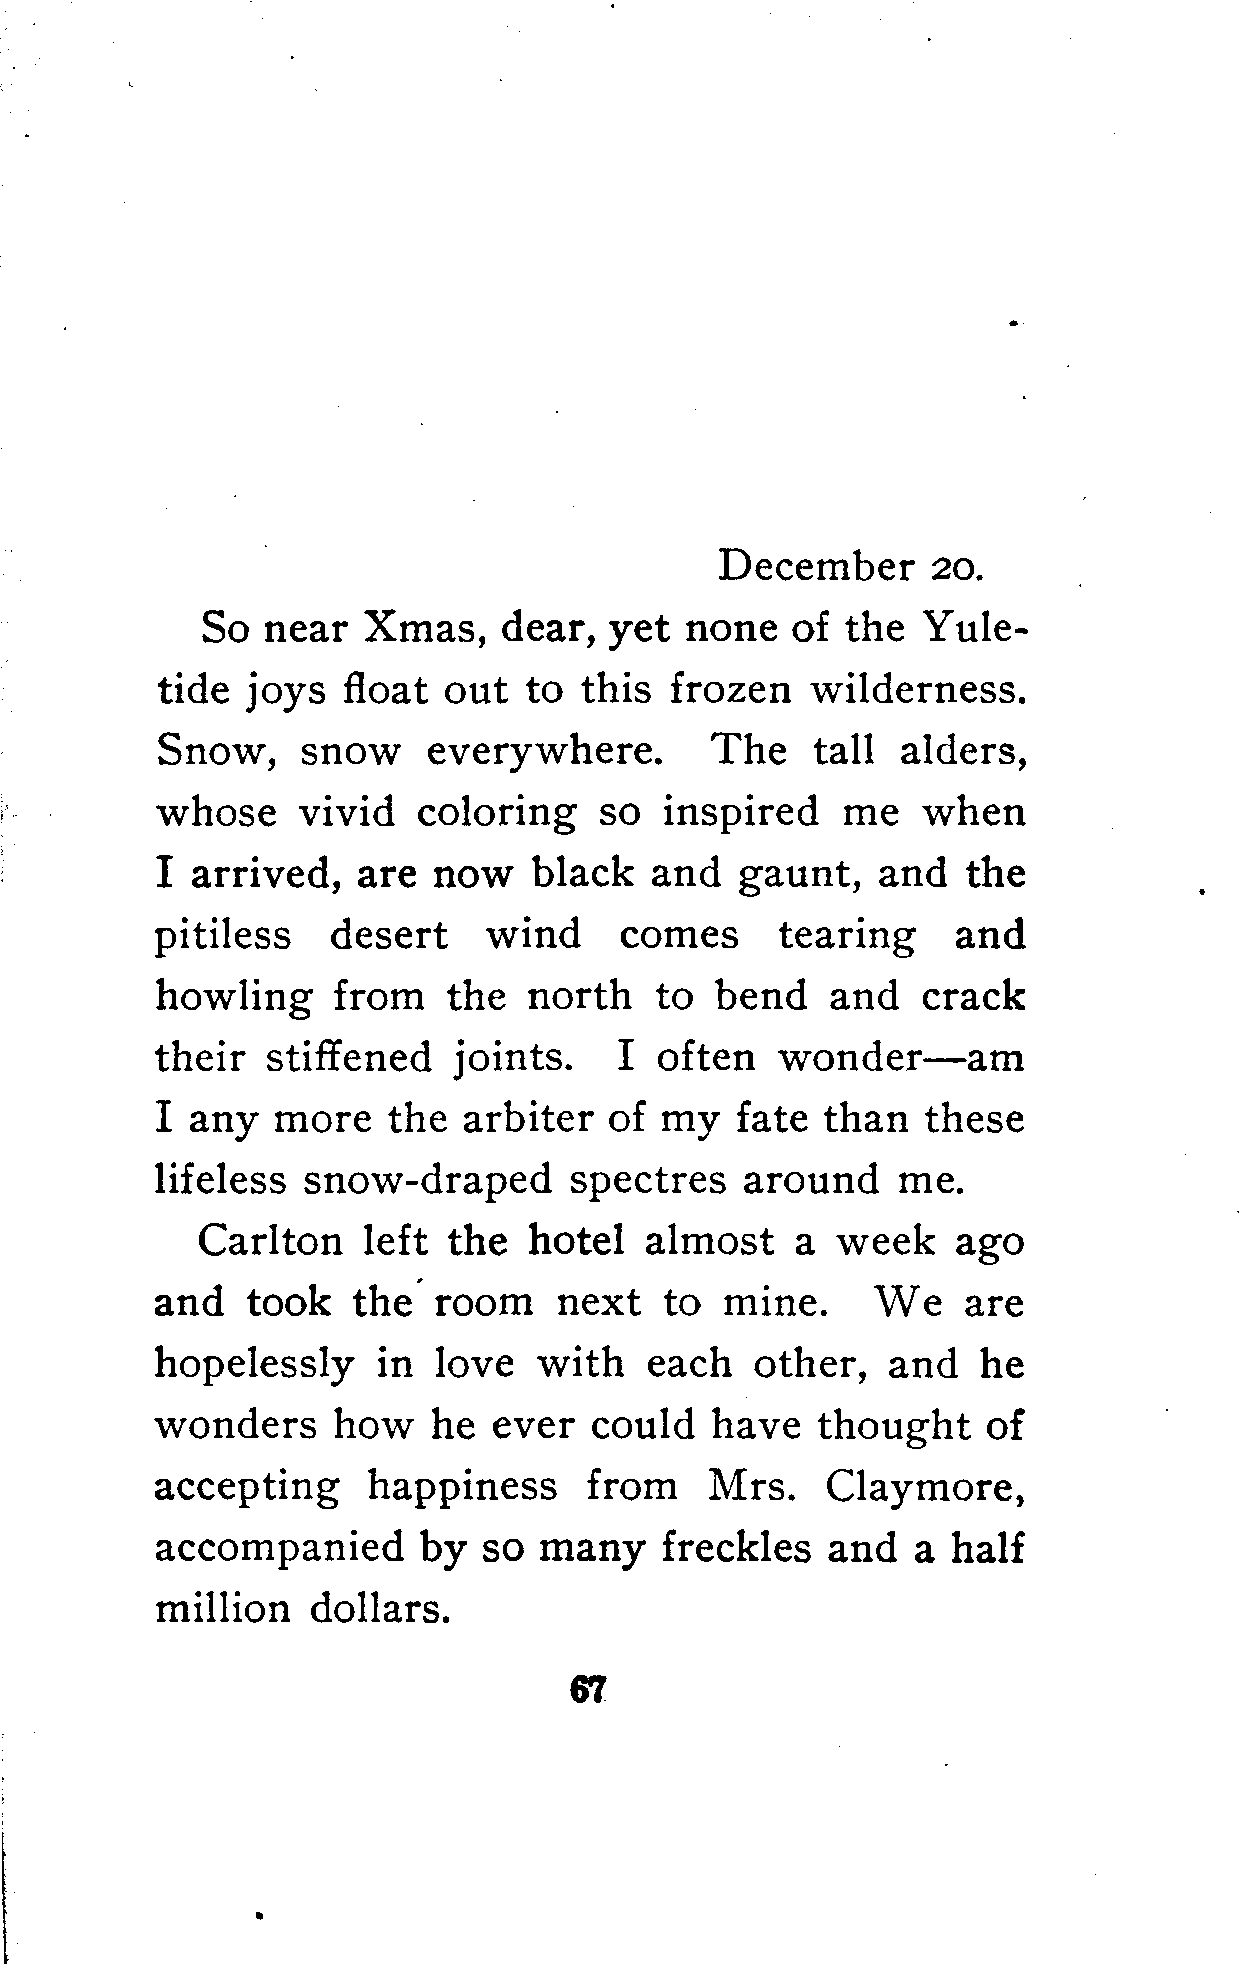 December 20.
So near Xmas, dear, yet none of the Yule-
tide joys float out to this frozen wilderness.
Snow, snow everywhere. The tall alders,
whose vivid coloring so inspired me when
I arrived, are now black and gaunt, and the
pitiless desert wind comes tearing and
howling from the north to bend and crack
their stiffened joints. I often wonder—am
I any more the arbiter of my fate than these
lifeless snow-draped spectres around me.
Carlton left the hotel almost a week ago
and took the room next to mine. We are
hopelessly in love with each other, and he
wonders how he ever could have thought of
accepting happiness from Mrs. Claymore,
accompanied by so many freckles and a half
million dollars.
67